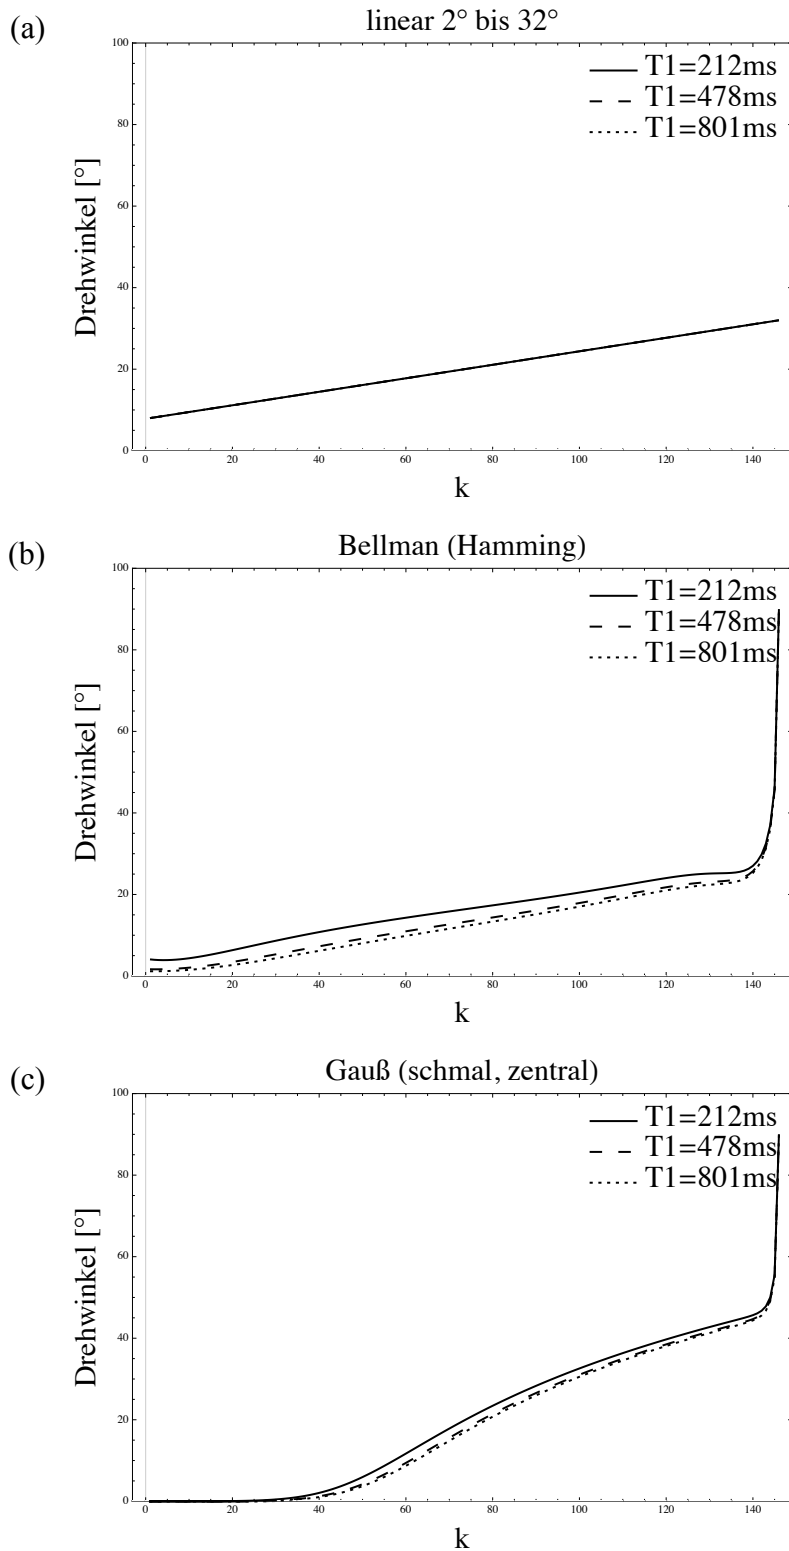 (a)
linear 2° bis 32°
T1=212ms
T1=478ms
T1=801ms
Drehwinkel [°]
100
80
60
40
20
0
0 20 40 60 80 100 120 140
k
(b)
Bellman (Hamming)
T1=212ms
T1=478ms
T1=801ms
Drehwinkel [°]
100
80
60
40
20
0
0 20 40 60 80 100 120 140
k
(c)
Gauß (schmal, zentral)
T1=212ms
T1=478ms
T1=801ms
Drehwinkel [°]
100
80
60
40
20
0
0 20 40 60 80 100 120 140
k